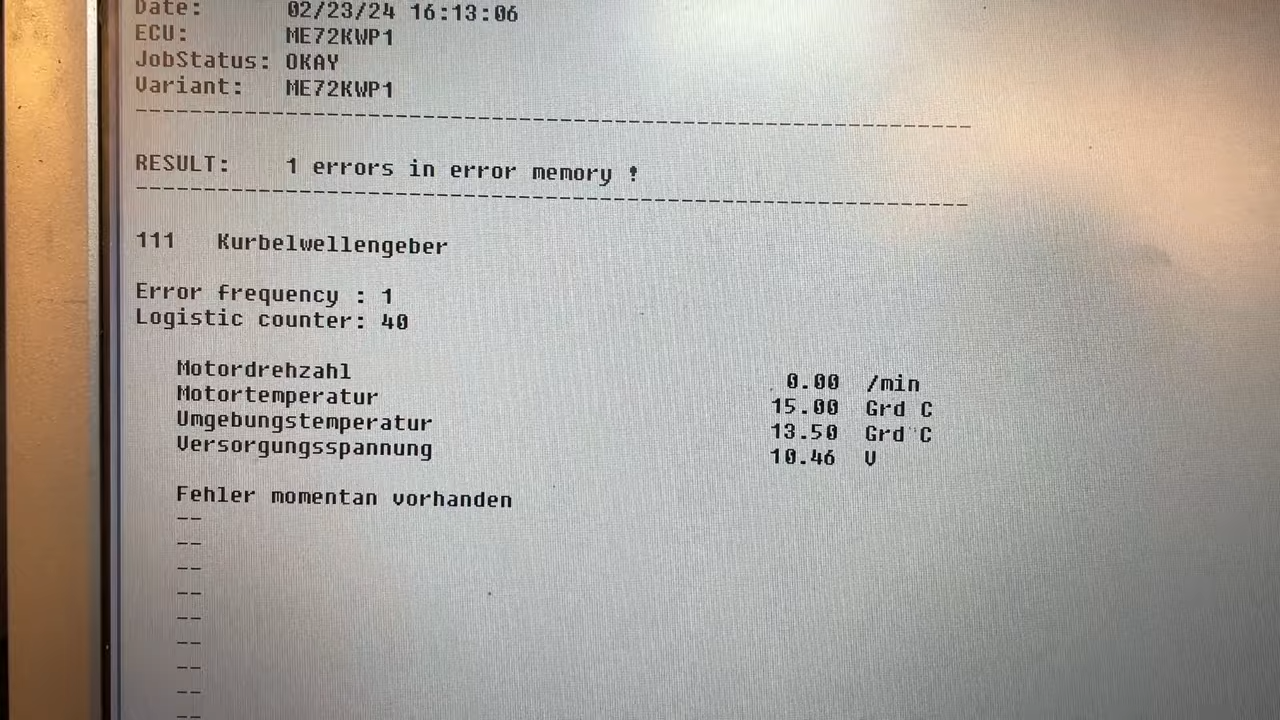 Date: 02/23/24 16:13:06
ECU: ME72KWP1
JobStatus: OKAY
Variant: ME72KWP1
--------------------------------------------------------------
RESULT: 1 errors in error memory !
--------------------------------------------------------------
111 Kurbelwellengeber
Error frequency : 1
Logistic counter: 40
Motordrehzahl 0.00 /min
Motortemperatur 15.00 Grd C
Umgebungstemperatur 13.50 Grd C
Versorgungsspannung 10.46 V
Fehler momentan vorhanden
--
--
--
--
--
--
--
--
--